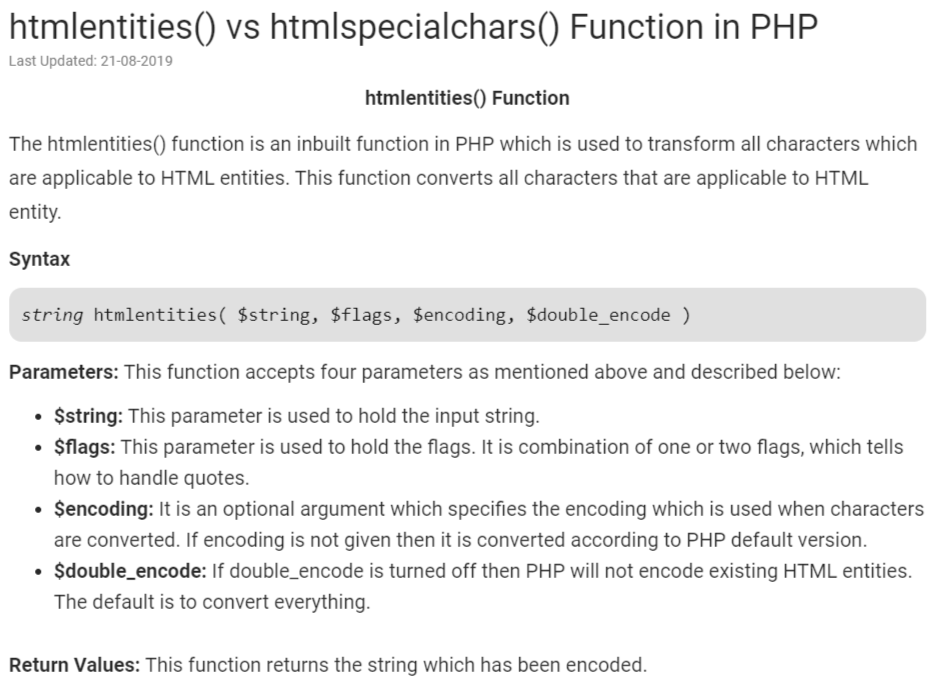 htmlentities() vs htmlspecialchars() Function in PHP
Last Updated: 21-08-2019
htmlentities() Function
The htmlentities() function is an inbuilt function in PHP which is used to transform all characters which
are applicable to HTML entities. This function converts all characters that are applicable to HTML
entity.
Syntax
string htmlentities( $string, $flags, $encoding, $double_encode )
Parameters: This function accepts four parameters as mentioned above and described below:
• $string: This parameter is used to hold the input string.
• $flags: This parameter is used to hold the flags. It is combination of one or two flags, which tells
how to handle quotes.
• $encoding: It is an optional argument which specifies the encoding which is used when characters
are converted. If encoding is not given then it is converted according to PHP default version.
• $double_encode: If double_encode is turned off then PHP will not encode existing HTML entities.
The default is to convert everything.
Return Values: This function returns the string which has been encoded.